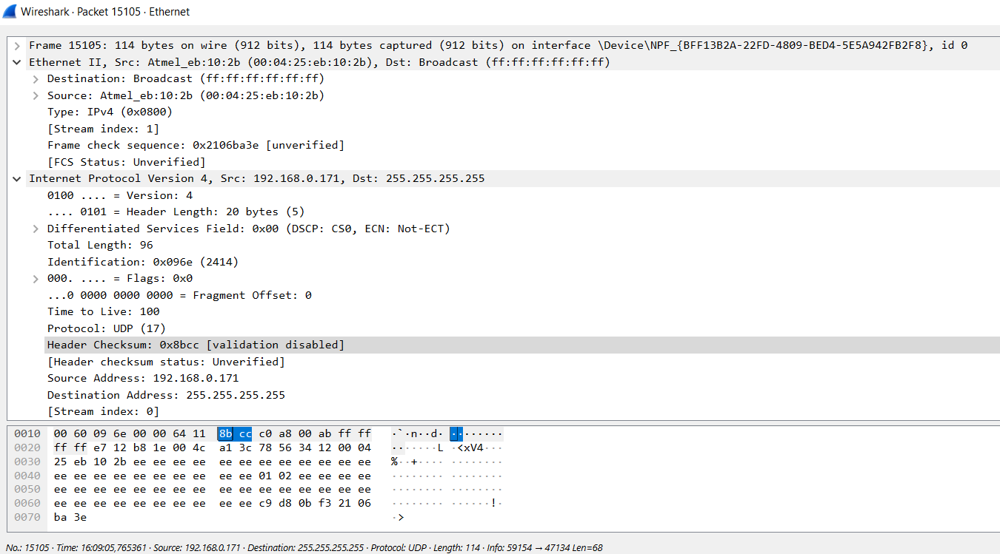 Wireshark · Packet 15105 · Ethernet
Frame 15105: 114 bytes on wire (912 bits), 114 bytes captured (912 bits) on interface \Device\NPF_{BFF13B2A-22FD-4809-BED4-5E5A942FB2F8}, id 0
Ethernet II, Src: Atmel_eb:10:2b (00:04:25:eb:10:2b), Dst: Broadcast (ff:ff:ff:ff:ff:ff)
Destination: Broadcast (ff:ff:ff:ff:ff:ff)
Source: Atmel_eb:10:2b (00:04:25:eb:10:2b)
Type: IPv4 (0x0800)
[Stream index: 1]
Frame check sequence: 0x2106ba3e [unverified]
[FCS Status: Unverified]
Internet Protocol Version 4, Src: 192.168.0.171, Dst: 255.255.255.255
0100 .... = Version: 4
.... 0101 = Header Length: 20 bytes (5)
Differentiated Services Field: 0x00 (DSCP: CS0, ECN: Not-ECT)
Total Length: 96
Identification: 0x096e (2414)
000. .... = Flags: 0x0
...0 0000 0000 0000 = Fragment Offset: 0
Time to Live: 100
Protocol: UDP (17)
Header Checksum: 0x8bcc [validation disabled]
[Header checksum status: Unverified]
Source Address: 192.168.0.171
Destination Address: 255.255.255.255
[Stream index: 0]
0010 00 60 09 6e 00 00 64 11 8b cc c0 a8 00 ab ff ff ·`·n··d· ········
0020 ff ff e7 12 b8 1e 00 4c a1 3c 78 56 34 12 00 04 ·······L ·<xV4···
0030 25 eb 10 2b ee ee ee ee ee ee ee ee ee ee ee ee %··+···· ········
0040 ee ee ee ee ee ee ee ee ee ee 01 02 ee ee ee ee ········ ········
0050 ee ee ee ee ee ee ee ee ee ee ee ee ee ee ee ee ········ ········
0060 ee ee ee ee ee ee ee ee ee ee c9 d8 0b f3 21 06 ········ ······!·
0070 ba 3e ·>
No.: 15105 · Time: 16:09:05,765361 · Source: 192.168.0.171 · Destination: 255.255.255.255 · Protocol: UDP · Length: 114 · Info: 59154 → 47134 Len=68